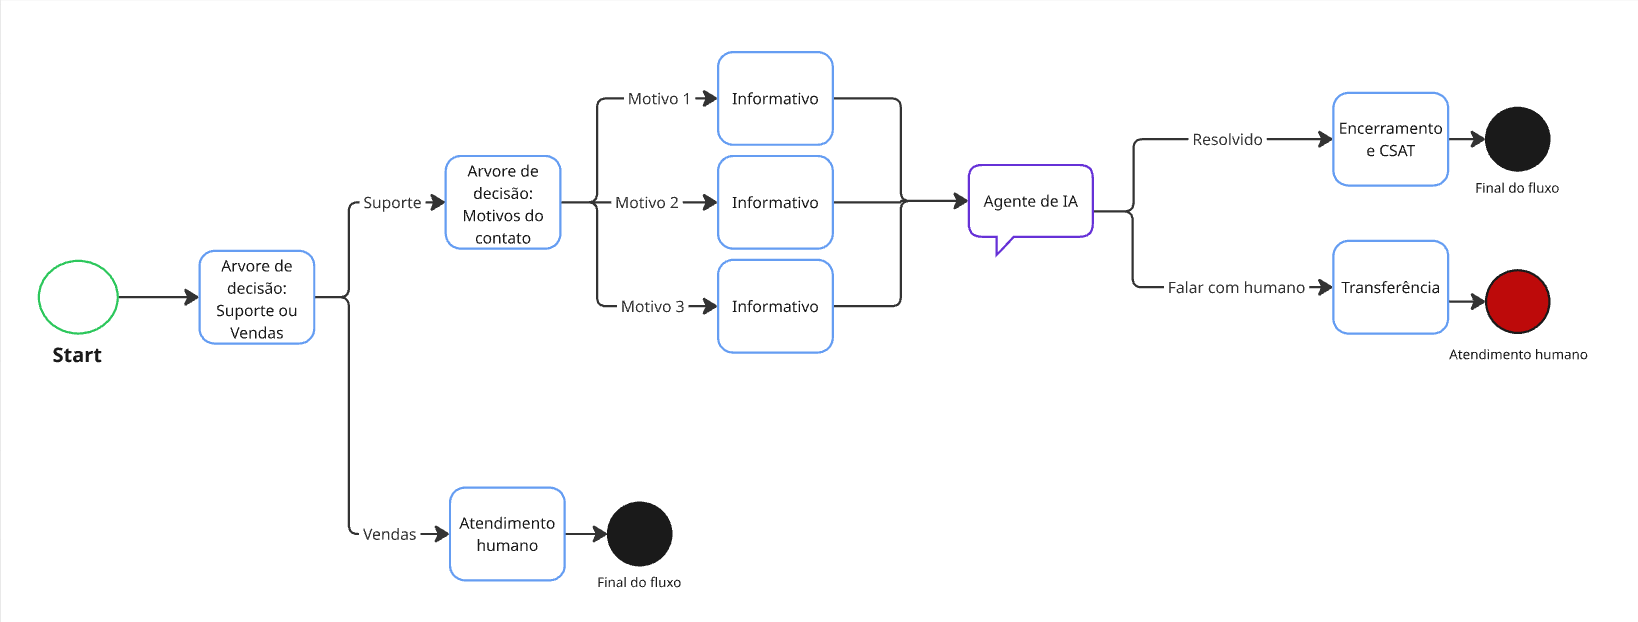 Start
Arvore de
decisão:
Suporte ou
Vendas
Suporte
Arvore de
decisão:
Motivos do
contato
Motivo 1
Informativo
Motivo 2
Informativo
Motivo 3
Informativo
Agente de IA
Resolvido
Encerramento
e CSAT
Final do fluxo
Falar com humano
Transferência
Atendimento humano
Vendas
Atendimento
humano
Final do fluxo